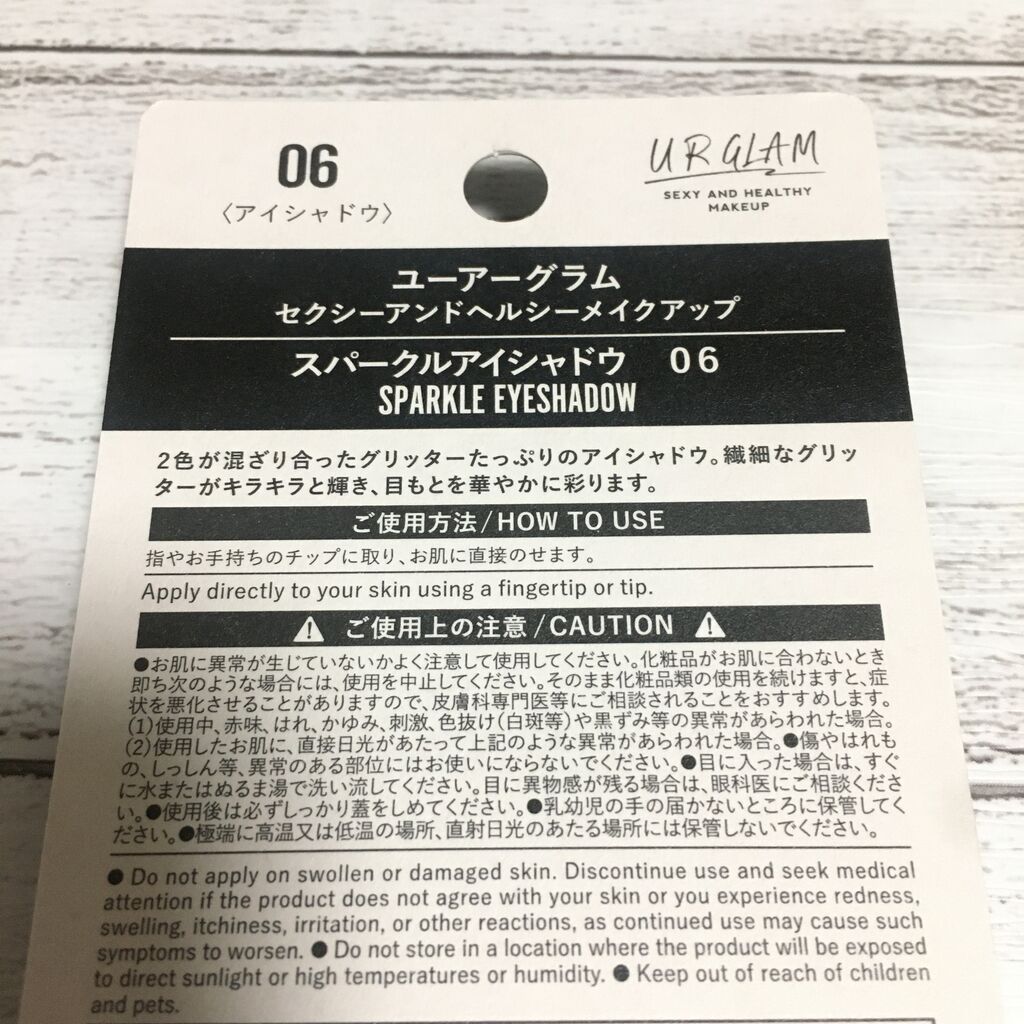 06
〈アイシャドウ〉
UR GLAM
SEXY AND HEALTHY
MAKEUP
ユーアーグラム
セクシーアンドヘルシーメイクアップ
スパークルアイシャドウ 06
SPARKLE EYESHADOW
2色が混ざり合ったグリッターたっぷりのアイシャドウ。繊細なグリッ
ターがキラキラと輝き、目もとを華やかに彩ります。
ご使用方法/HOW TO USE
指やお手持ちのチップに取り、お肌に直接のせます。
Apply directly to your skin using a fingertip or tip.
⚠ ご使用上の注意/CAUTION ⚠
●お肌に異常が生じていないかよく注意して使用してください。化粧品がお肌に合わないとき
即ち次のような場合には、使用を中止してください。そのまま化粧品類の使用を続けますと、症
状を悪化させることがありますので、皮膚科専門医等にご相談されることをおすすめします。
(1)使用中、赤味、はれ、かゆみ、刺激、色抜け(白斑等)や黒ずみ等の異常があらわれた場合。
(2)使用したお肌に、直接日光があたって上記のような異常があらわれた場合。●傷やはれも
の、しっしん等、異常のある部位にはお使いにならないでください。●目に入った場合は、すぐ
に水またはぬるま湯で洗い流してください。目に異物感が残る場合は、眼科医にご相談くださ
い。●使用後は必ずしっかり蓋をしめてください。●乳幼児の手の届かないところに保管してく
ださい。●極端に高温又は低温の場所、直射日光のあたる場所には保管しないでください。
● Do not apply on swollen or damaged skin. Discontinue use and seek medical
attention if the product does not agree with your skin or you experience redness,
swelling, itchiness, irritation, or other reactions, as continued use may cause such
symptoms to worsen. ● Do not store in a location where the product will be exposed
to direct sunlight or high temperatures or humidity. ● Keep out of reach of children
and pets.